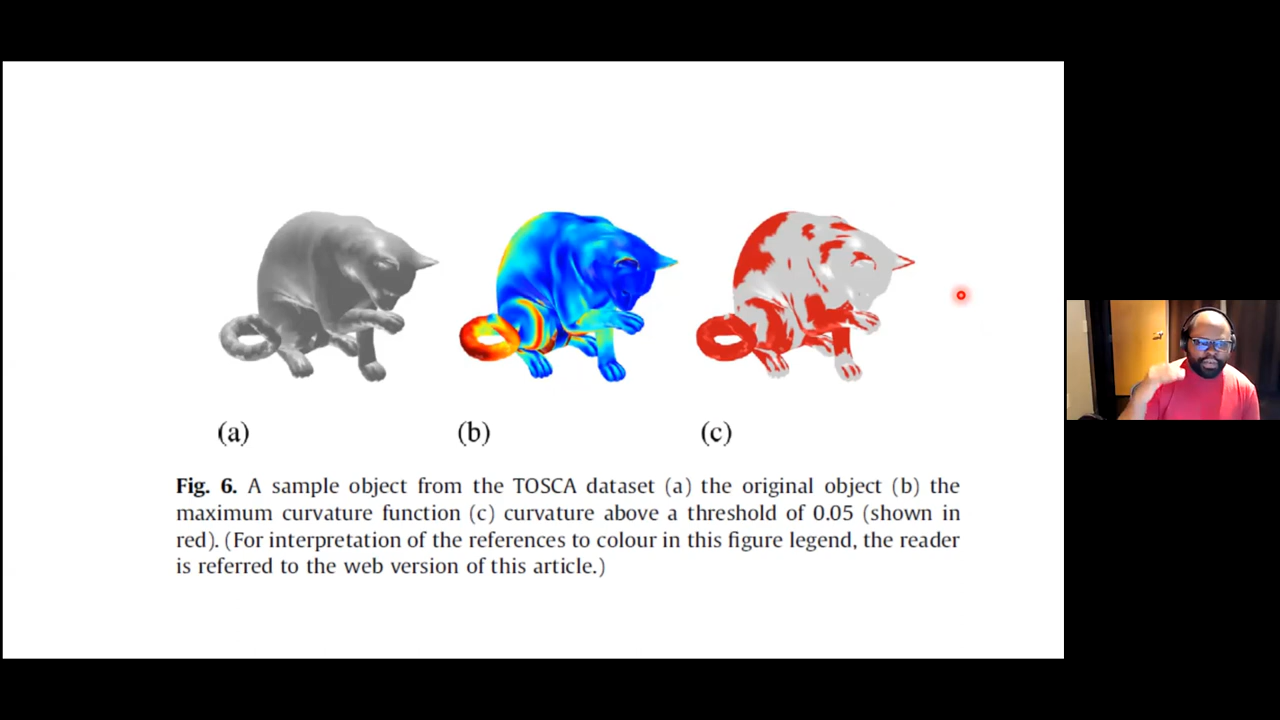 (a) (b) (c)
Fig. 6. A sample object from the TOSCA dataset (a) the original object (b) the
maximum curvature function (c) curvature above a threshold of 0.05 (shown in
red). (For interpretation of the references to colour in this figure legend, the reader
is referred to the web version of this article.)